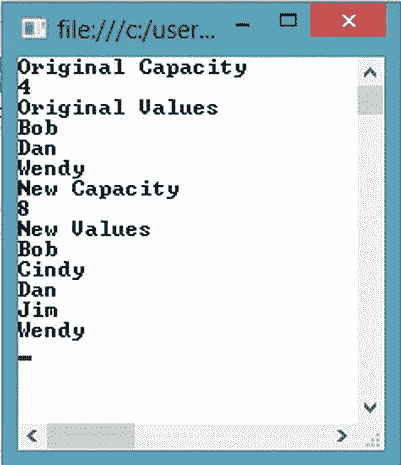 file:///c:/user...
Original Capacity
4
Original Values
Bob
Dan
Wendy
New Capacity
8
New Values
Bob
Cindy
Dan
Jim
Wendy